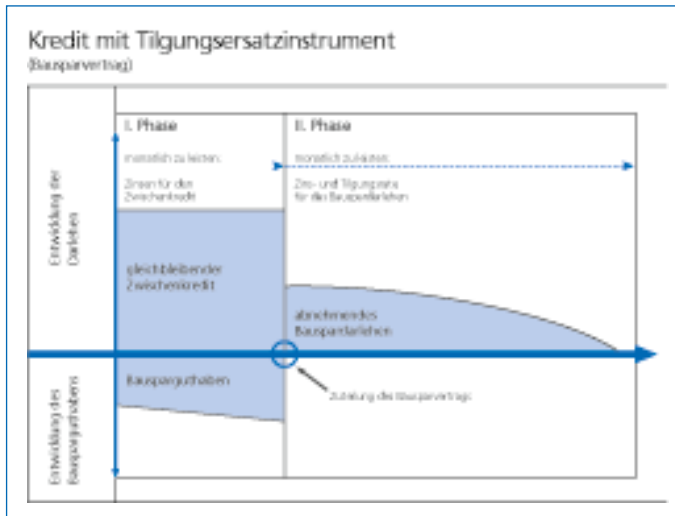 Kredit mit Tilgungsersatzinstrument
(Bausparvertrag)
I. Phase
II. Phase
monatlich zu leisten:
monatlich zu leisten:
Zinsen für den
Zwischenkredit
Zins- und Tilgungsrate
für das Bauspardarlehen
Entwicklung der
Darlehen
gleichbleibender
Zwischenkredit
abnehmendes
Bauspardarlehen
Bausparguthaben
Zuteilung des Bausparvertrags
Entwicklung des
Bausparguthabens